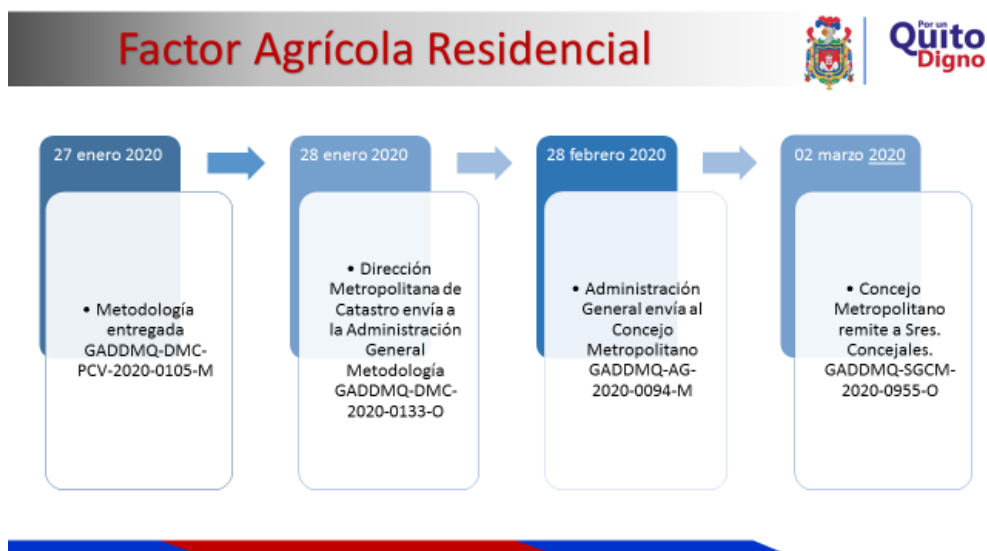 Factor Agrícola Residencial
Por un
Quito
Digno
27 enero 2020
• Metodología
entregada
GADDMQ-DMC-
PCV-2020-0105-M
28 enero 2020
• Dirección
Metropolitana de
Catastro envía a
la Administración
General
Metodología
GADDMQ-DMC-
2020-0133-O
28 febrero 2020
• Administración
General envía al
Concejo
Metropolitano
GADDMQ-AG-
2020-0094-M
02 marzo 2020
• Concejo
Metropolitano
remite a Sres.
Concejales.
GADDMQ-SGCM-
2020-0955-O